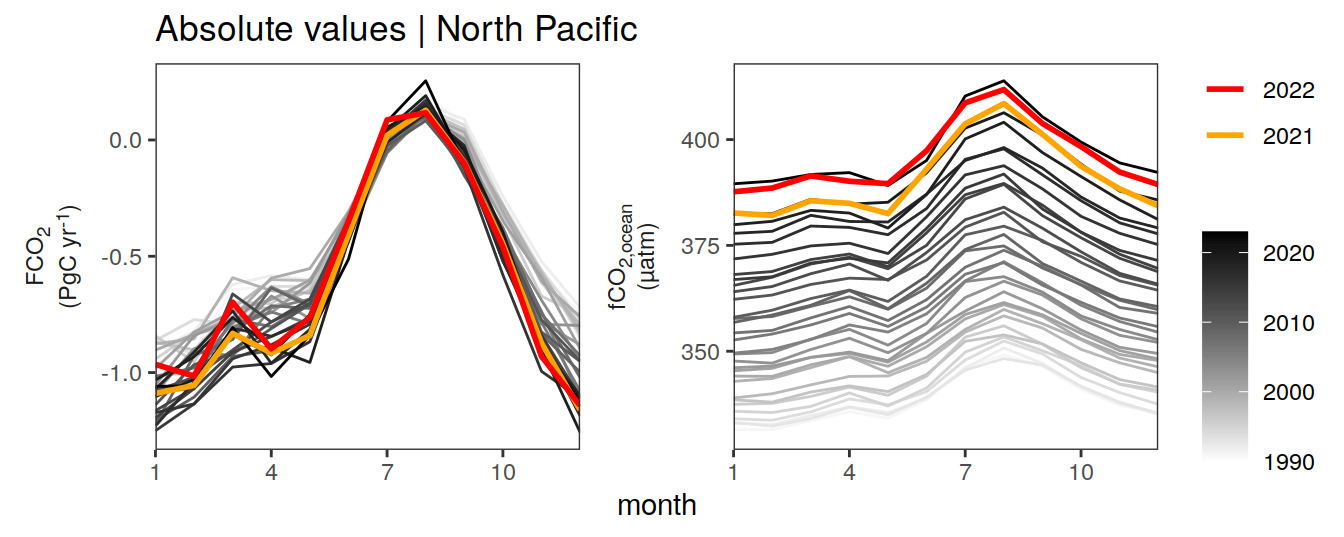 Absolute values | North Pacific
FCO₂
(PgC yr⁻¹)
0.0
-0.5
-1.0
1 4 7 10
fCO₂,ocean
(µatm)
400
375
350
1 4 7 10
month
2022
2021
2020
2010
2000
1990